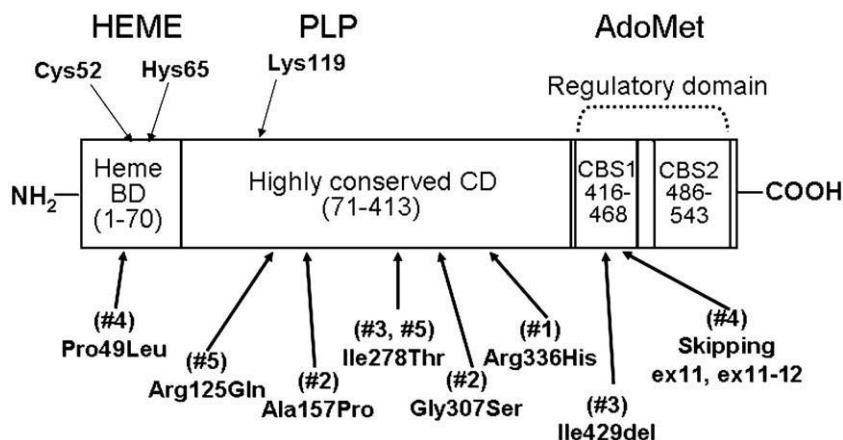 HEME PLP AdoMet
Cys52 Hys65 Lys119
Regulatory domain
NH2 Heme BD (1-70) Highly conserved CD (71-413) CBS1 416-468 CBS2 486-543 COOH
(#4)
Pro49Leu
(#5)
Arg125Gln
(#2)
Ala157Pro
(#3, #5)
Ile278Thr
(#2)
Gly307Ser
(#1)
Arg336His
(#3)
Ile429del
(#4)
Skipping
ex11, ex11-12